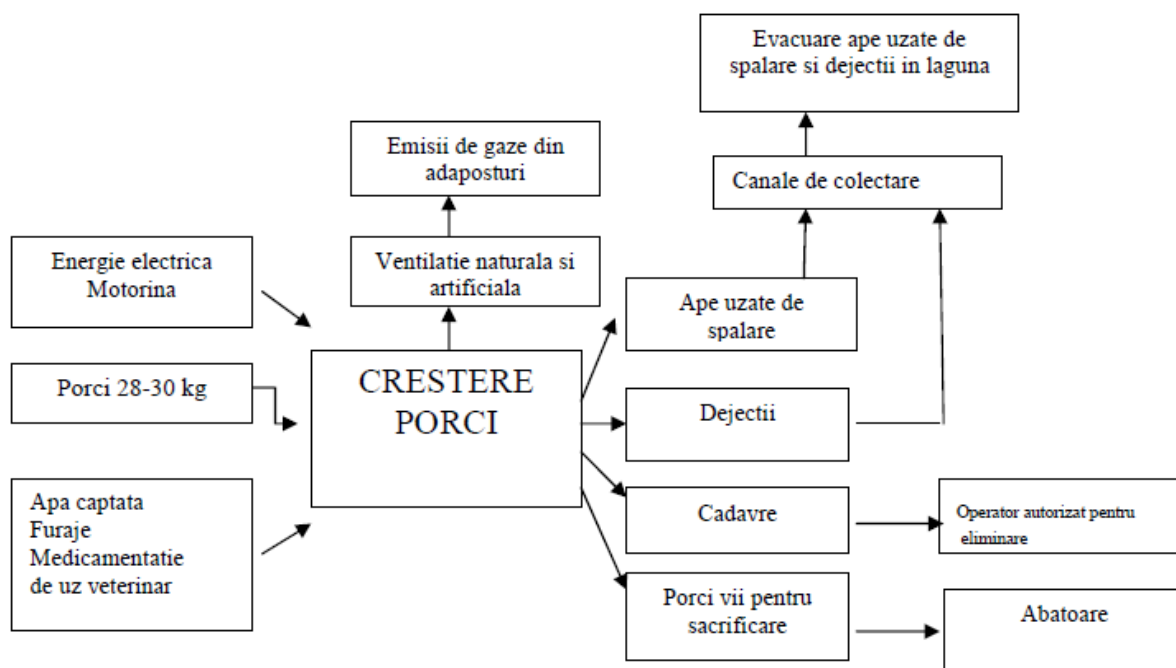 Evacuare ape uzate de
spalare si dejectii in laguna
Emisii de gaze din
adaposturi
Canale de colectare
Energie electrica
Motorina
Ventilatie naturala si
artificiala
Ape uzate de
spalare
Porci 28-30 kg
CRESTERE
PORCI
Dejectii
Apa captata
Furaje
Medicamentatie
de uz veterinar
Cadavre
Operator autorizat pentru
eliminare
Porci vii pentru
sacrificare
Abatoare